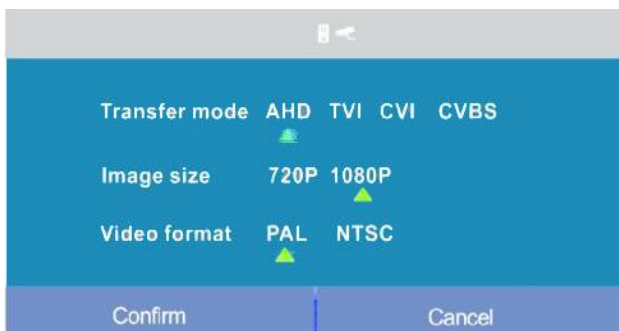 Transfer mode AHD TVI CVI CVBS
Image size 720P 1080P
Video format PAL NTSC
Confirm Cancel